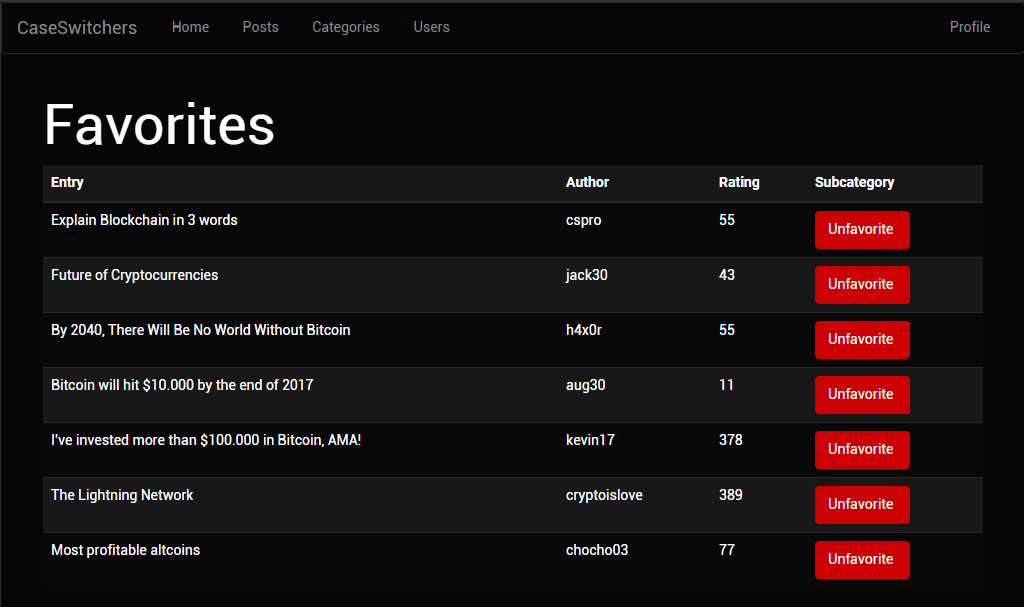 CaseSwitchers Home Posts Categories Users Profile
Favorites
Entry Author Rating Subcategory
Explain Blockchain in 3 words cspro 55 Unfavorite
Future of Cryptocurrencies jack30 43 Unfavorite
By 2040, There Will Be No World Without Bitcoin h4x0r 55 Unfavorite
Bitcoin will hit $10.000 by the end of 2017 aug30 11 Unfavorite
I've invested more than $100.000 in Bitcoin, AMA! kevin17 378 Unfavorite
The Lightning Network cryptoislove 389 Unfavorite
Most profitable altcoins chocho03 77 Unfavorite